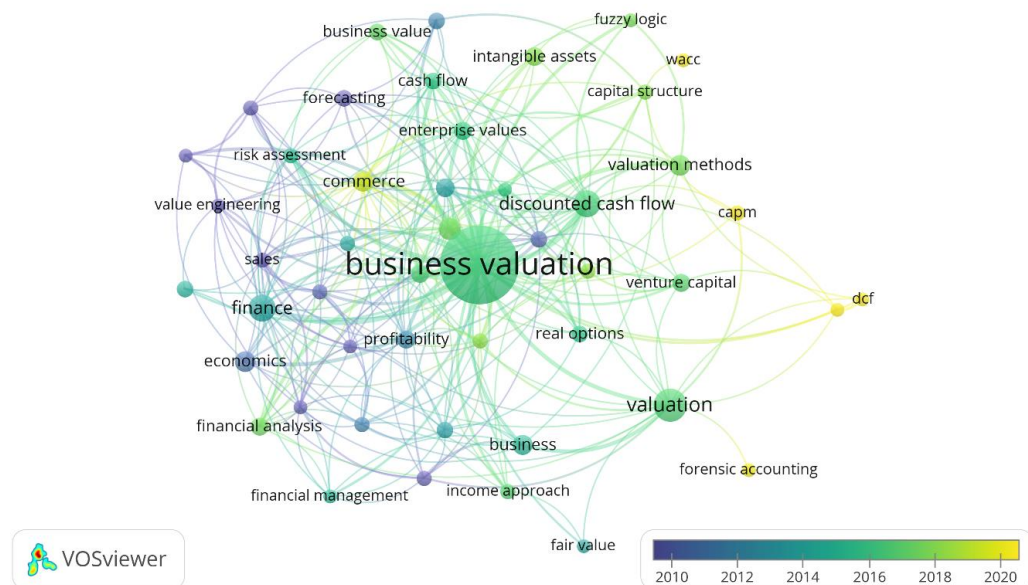 business value
fuzzy logic
intangible assets
wacc
cash flow
capital structure
forecasting
enterprise values
risk assessment
valuation methods
commerce
value engineering
discounted cash flow
capm
sales
business valuation
venture capital
dcf
finance
profitability
real options
economics
valuation
financial analysis
business
forensic accounting
financial management
income approach
fair value
VOSviewer
2010 2012 2014 2016 2018 2020